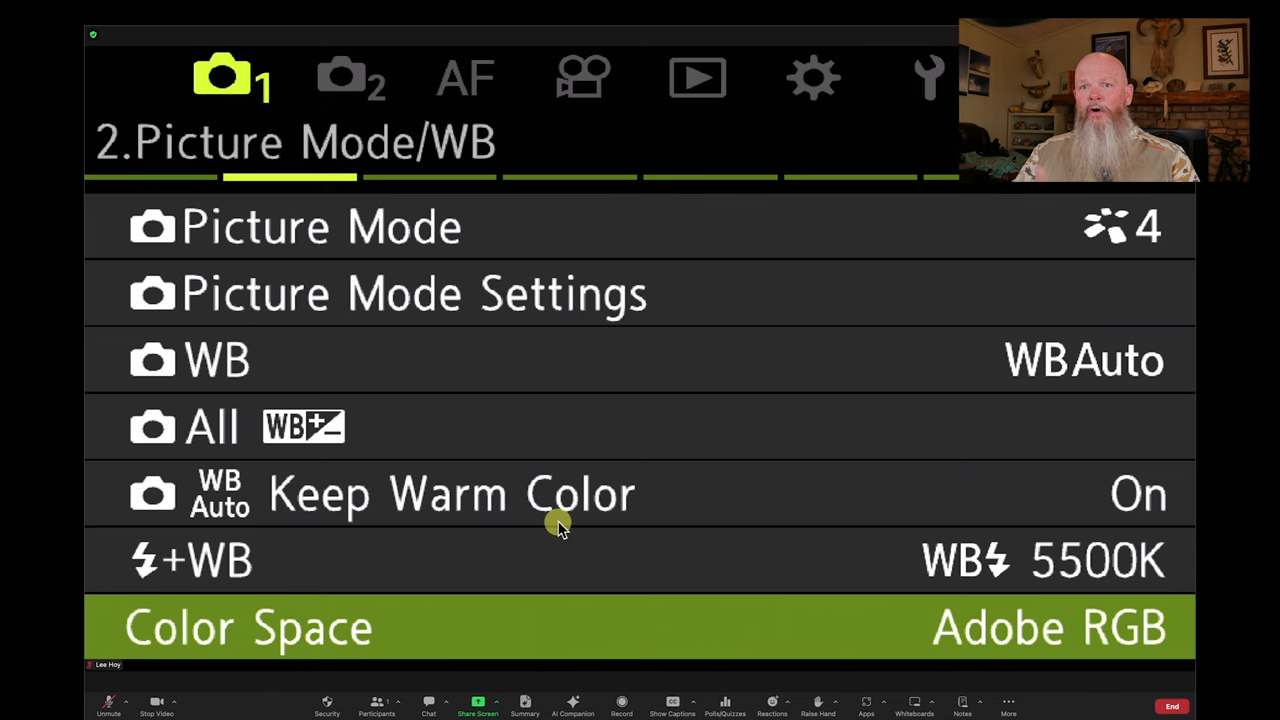 1
2
AF
2.Picture Mode/WB
Picture Mode 4
Picture Mode Settings
WB WBAuto
All WB+-
WB Auto Keep Warm Color On
+WB WB 5500K
Color Space Adobe RGB
Lee Hoy
Unmute Stop Video Security Participants 1 Chat Share Screen Summary AI Companion Record Show Captions Polls/Quizzes Reactions Raise Hand Apps Whiteboards Notes More End